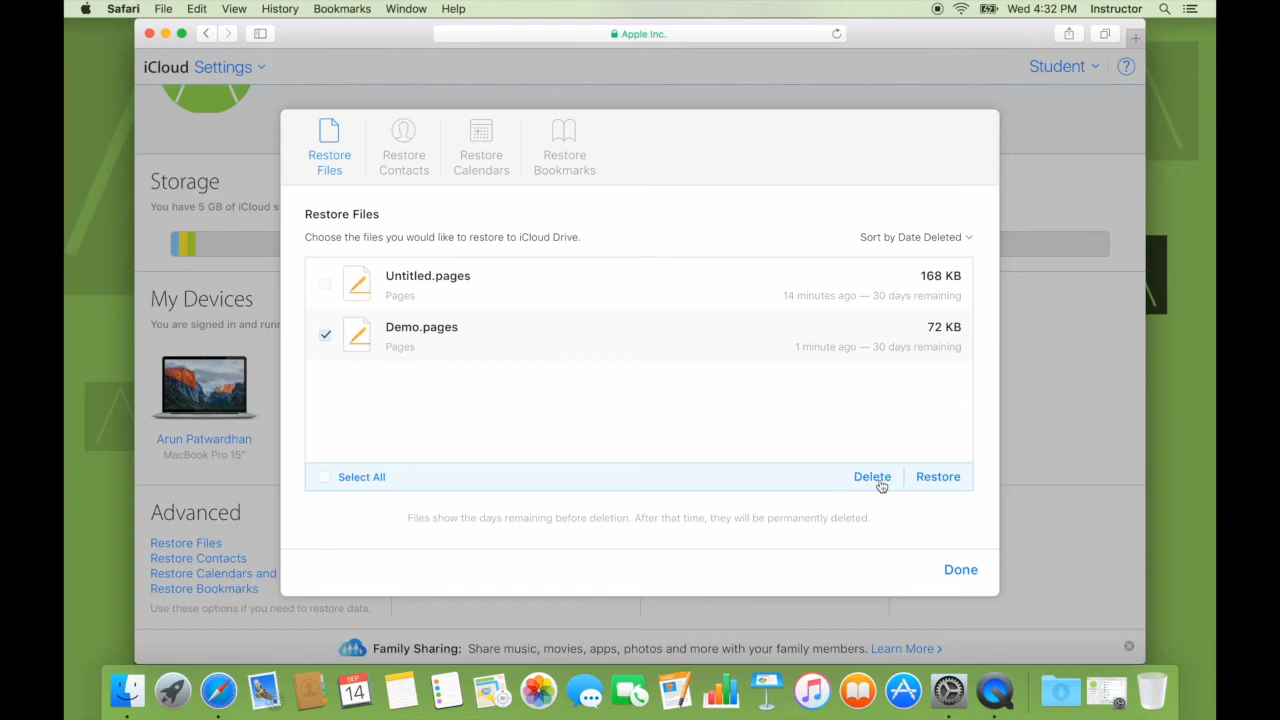 Safari File Edit View History Bookmarks Window Help Wed 4:32 PM Instructor
Apple Inc.
iCloud Settings Student ?
Restore Files
Restore Contacts
Restore Calendars
Restore Bookmarks
Storage
You have 5 GB of iCloud s
Restore Files
Choose the files you would like to restore to iCloud Drive. Sort by Date Deleted
Untitled.pages 168 KB
Pages 14 minutes ago — 30 days remaining
Demo.pages 72 KB
Pages 1 minute ago — 30 days remaining
My Devices
You are signed in and runn
Arun Patwardhan
MacBook Pro 15"
Select All Delete Restore
Files show the days remaining before deletion. After that time, they will be permanently deleted.
Done
Advanced
Restore Files
Restore Contacts
Restore Calendars and
Restore Bookmarks
Use these options if you need to restore data.
Family Sharing: Share music, movies, apps, photos and more with your family members. Learn More >
SEP
14